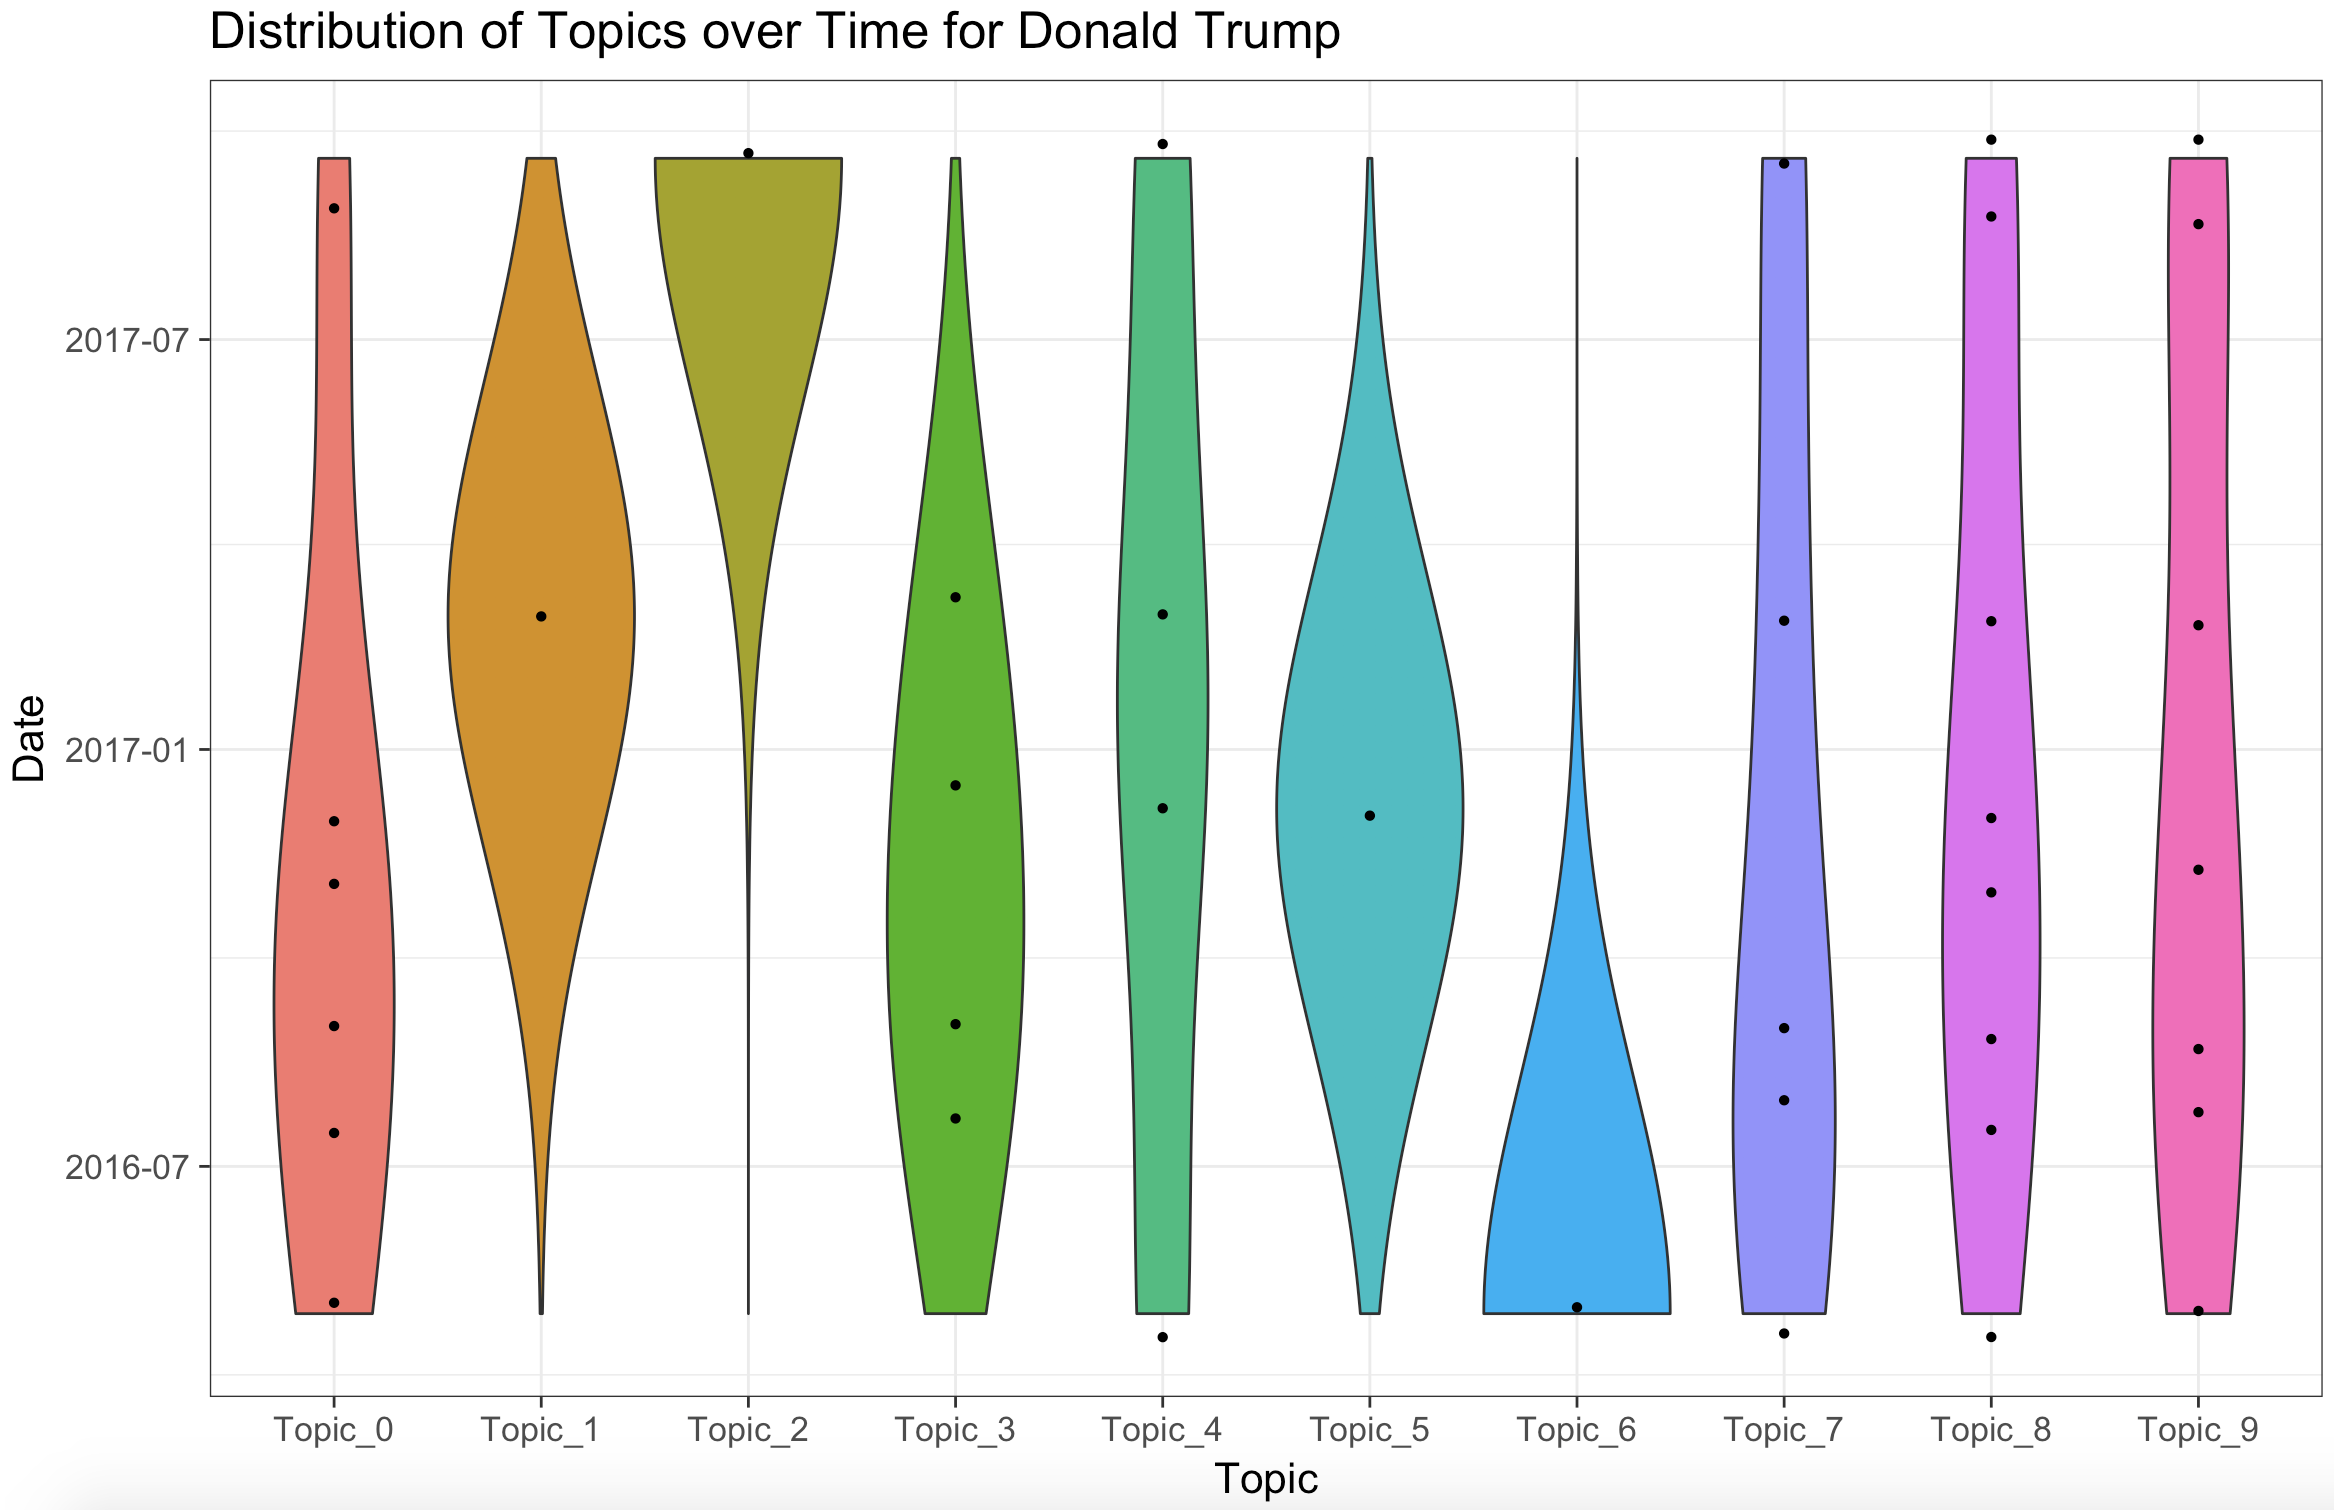 Distribution of Topics over Time for Donald Trump
Date
2017-07
2017-01
2016-07
Topic_0 Topic_1 Topic_2 Topic_3 Topic_4 Topic_5 Topic_6 Topic_7 Topic_8 Topic_9
Topic